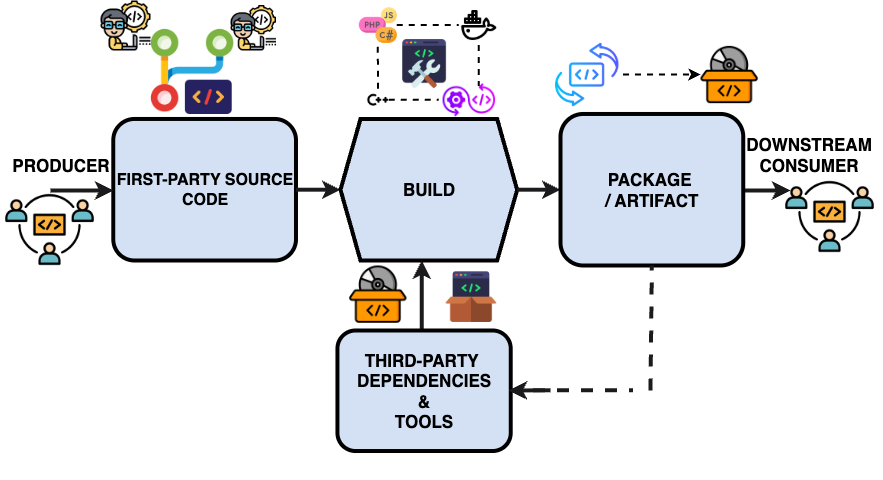 JS
PHP
C#
</>
</>
C++
</>
</>
</>
</>
PRODUCER
</>
FIRST-PARTY SOURCE
CODE
BUILD
PACKAGE
/ ARTIFACT
DOWNSTREAM
CONSUMER
</>
</>
</>
THIRD-PARTY
DEPENDENCIES
&
TOOLS